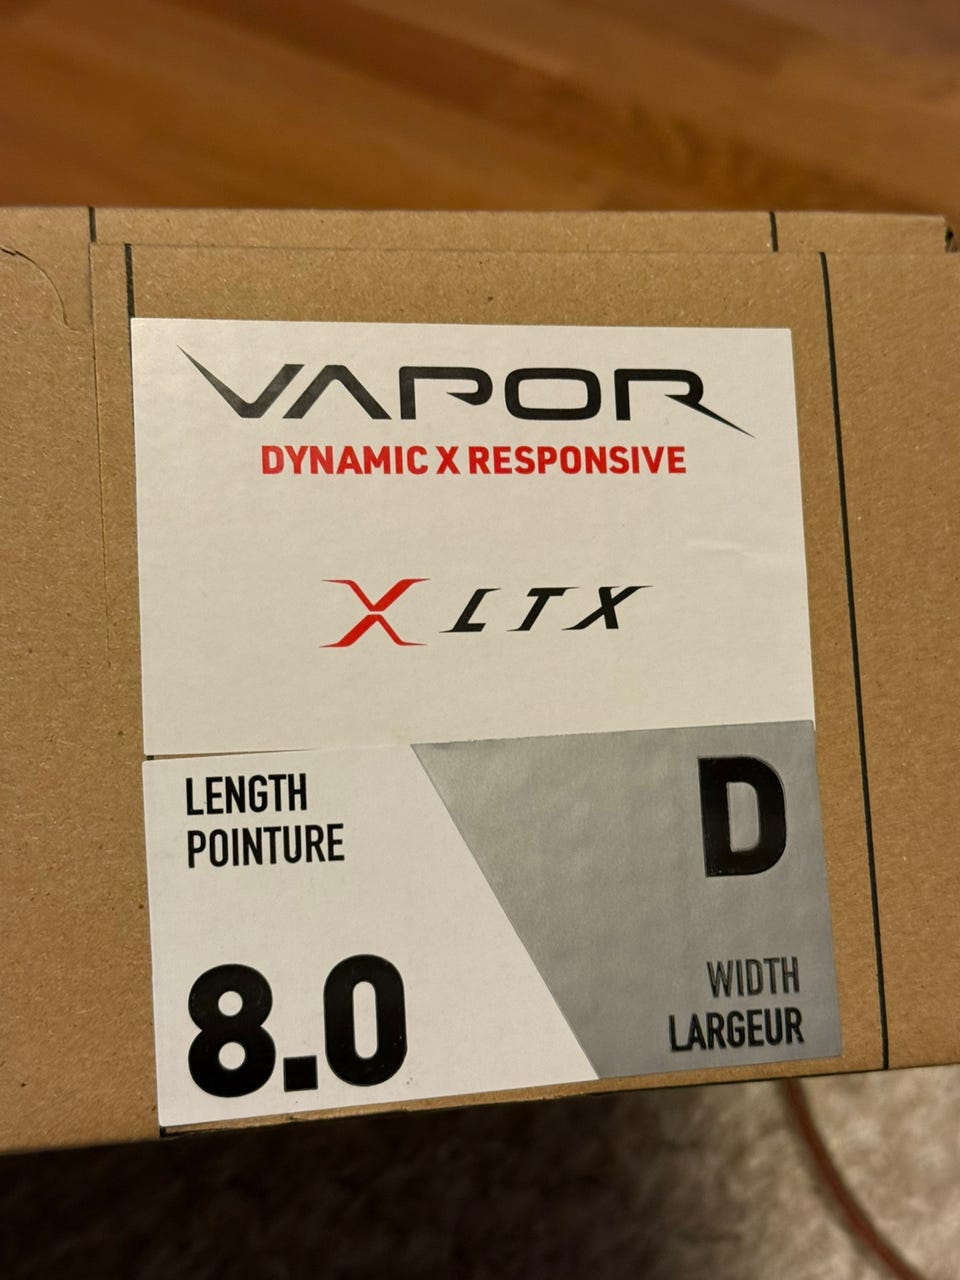 VAPOR
DYNAMIC X RESPONSIVE
X LTX
LENGTH
POINTURE
8.0
D
WIDTH
LARGEUR